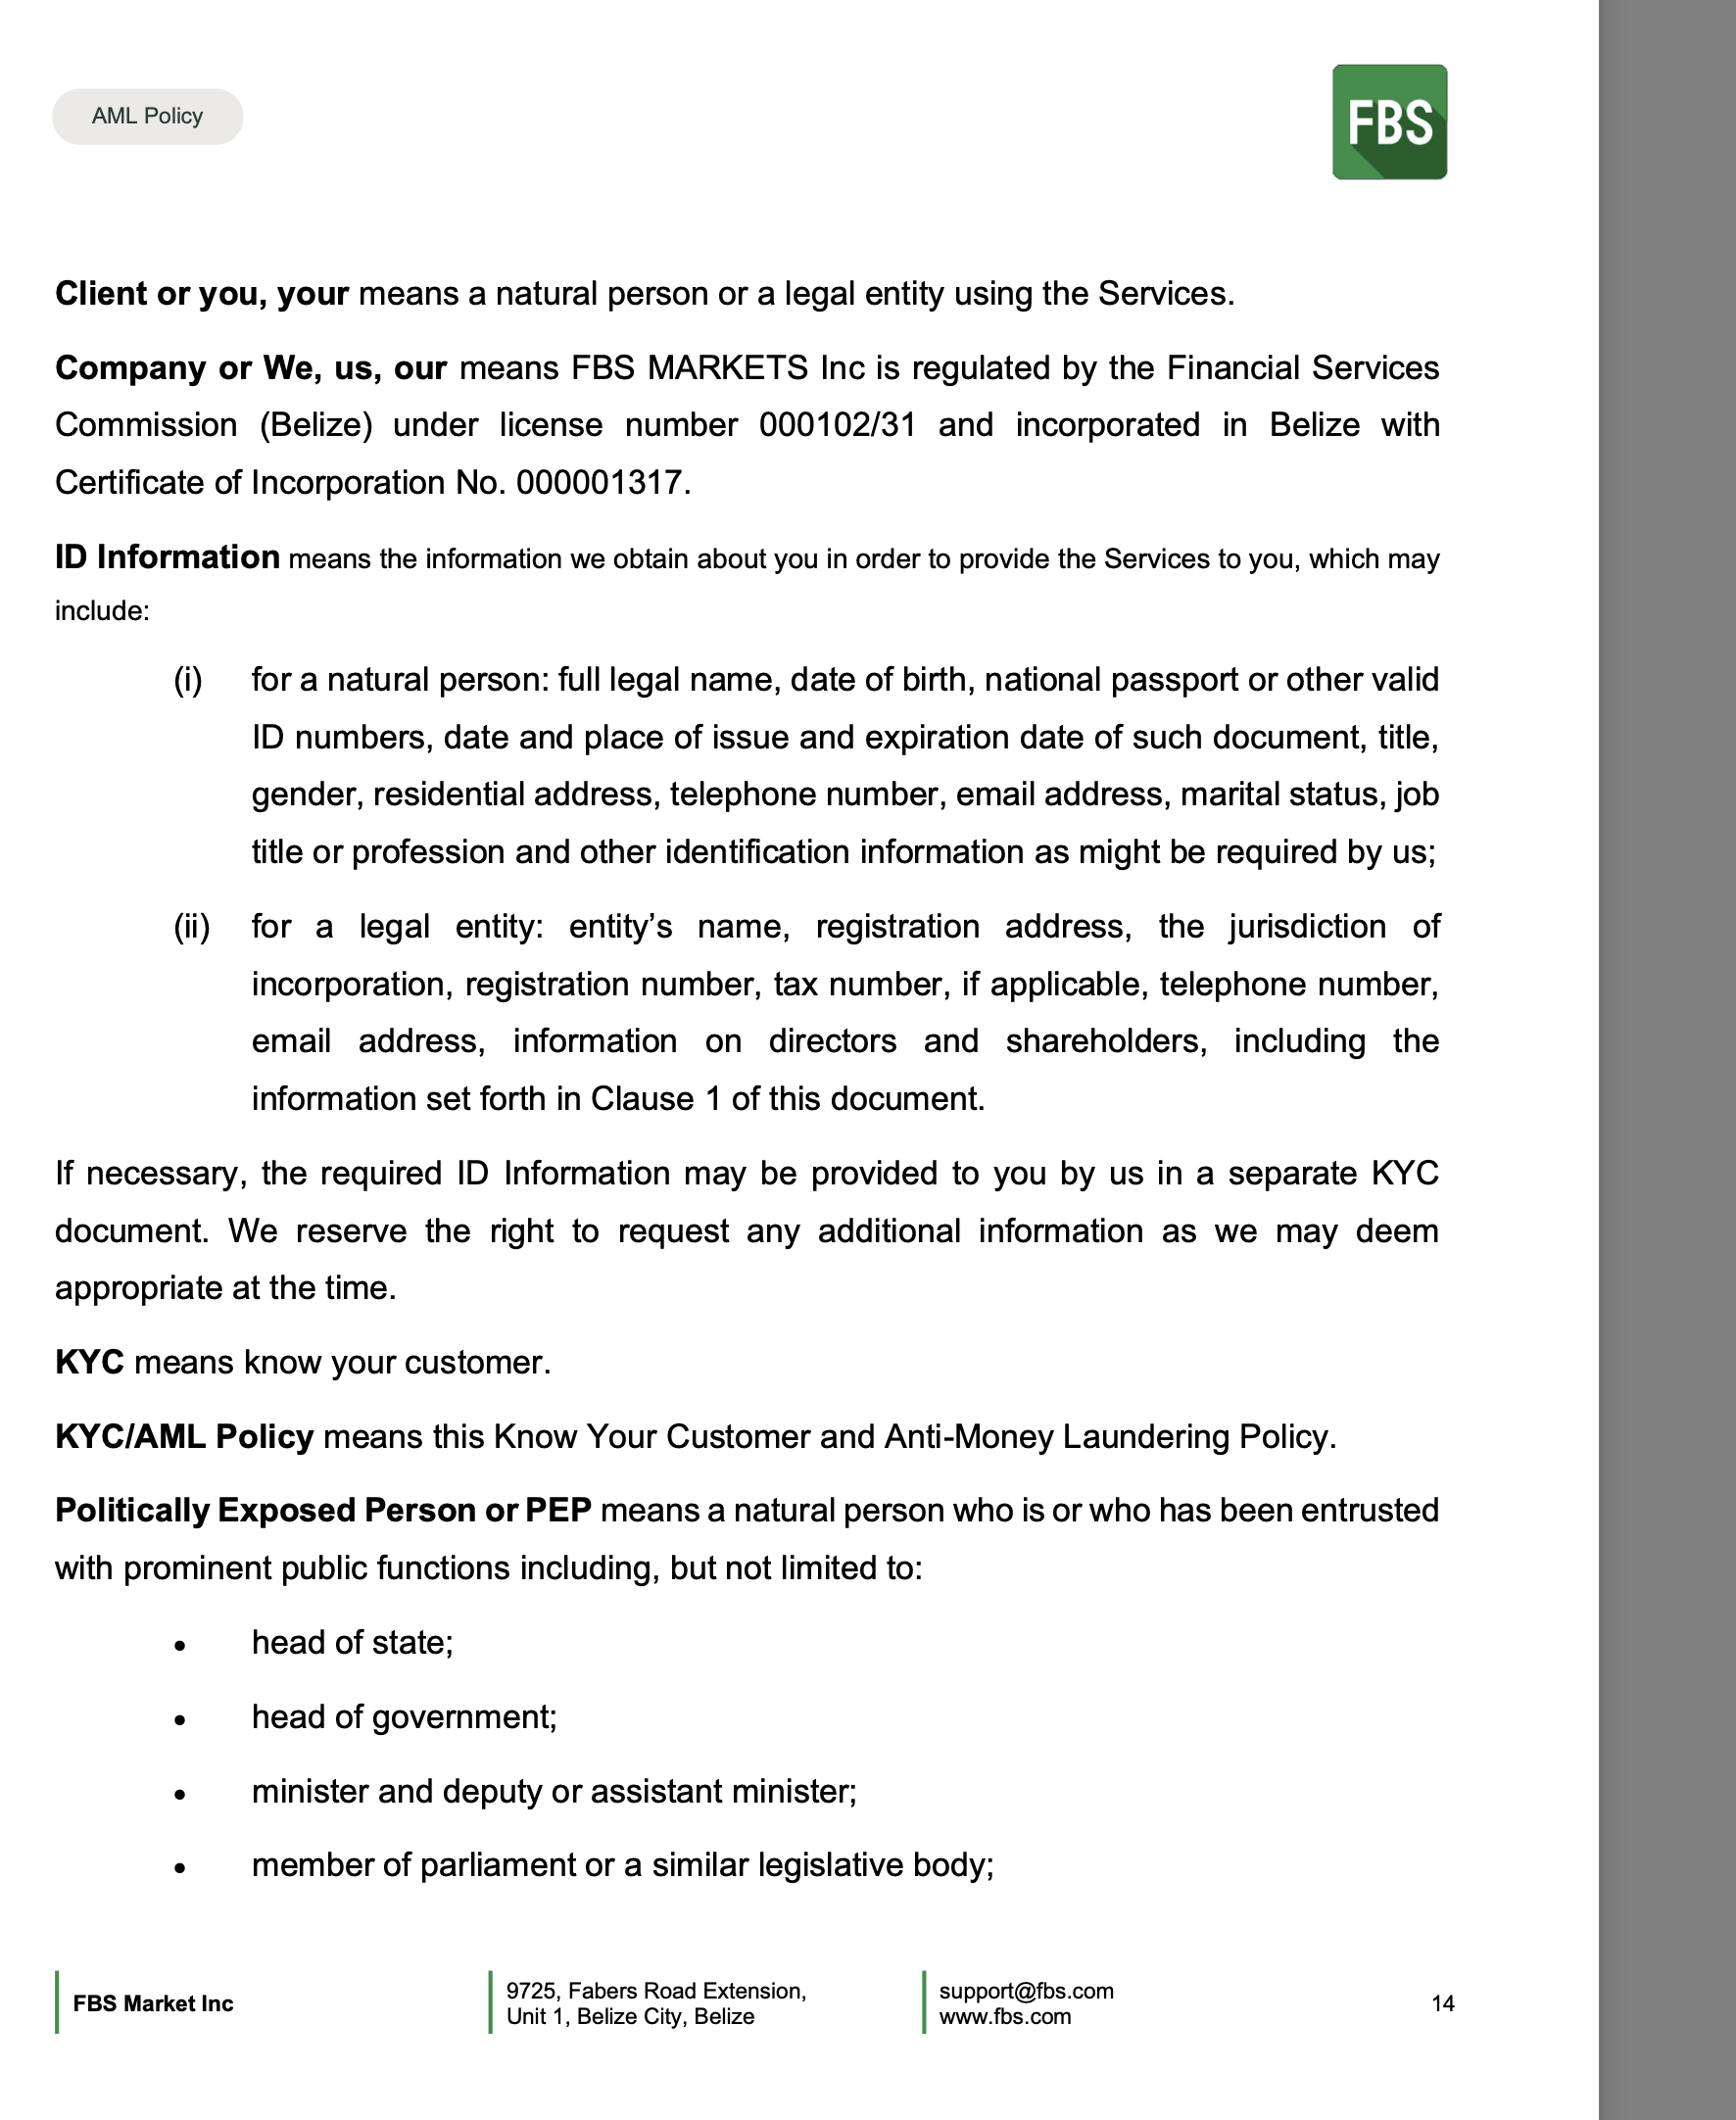 AML Policy
FBS
Client or you, your means a natural person or a legal entity using the Services.
Company or We, us, our means FBS MARKETS Inc is regulated by the Financial Services
Commission (Belize) under license number 000102/31 and incorporated in Belize with
Certificate of Incorporation No. 000001317.
ID Information means the information we obtain about you in order to provide the Services to you, which may
include:
(i) for a natural person: full legal name, date of birth, national passport or other valid
ID numbers, date and place of issue and expiration date of such document, title,
gender, residential address, telephone number, email address, marital status, job
title or profession and other identification information as might be required by us;
(ii) for a legal entity: entity’s name, registration address, the jurisdiction of
incorporation, registration number, tax number, if applicable, telephone number,
email address, information on directors and shareholders, including the
information set forth in Clause 1 of this document.
If necessary, the required ID Information may be provided to you by us in a separate KYC
document. We reserve the right to request any additional information as we may deem
appropriate at the time.
KYC means know your customer.
KYC/AML Policy means this Know Your Customer and Anti-Money Laundering Policy.
Politically Exposed Person or PEP means a natural person who is or who has been entrusted
with prominent public functions including, but not limited to:
• head of state;
• head of government;
• minister and deputy or assistant minister;
• member of parliament or a similar legislative body;
FBS Market Inc
9725, Fabers Road Extension,
Unit 1, Belize City, Belize
support@fbs.com
www.fbs.com
14